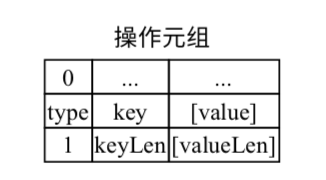 操作元组
0 ... ...
type key [value]
1 keyLen [valueLen]